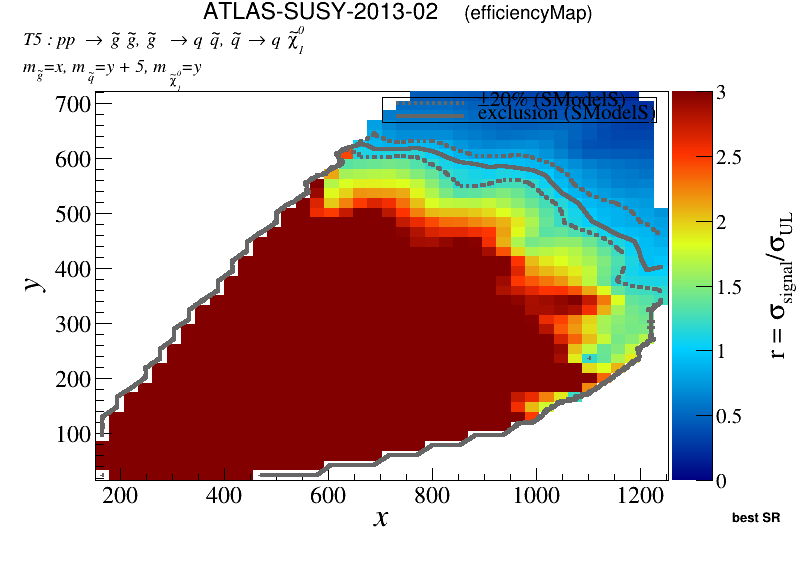 ATLAS-SUSY-2013-02 (efficiencyMap)
T5 : pp → g̃ g̃, g̃ → q q̃, q̃ → q χ̃⁰₁
m_g̃=x, m_q̃=y + 5, m_χ̃⁰₁=y
±20% (SModelS)
exclusion (SModelS)
700
600
500
400
300
200
100
y
200
400
600
800
1000
1200
x
3
2.5
2
1.5
1
0.5
0
r = σ_signal/σ_UL
best SR